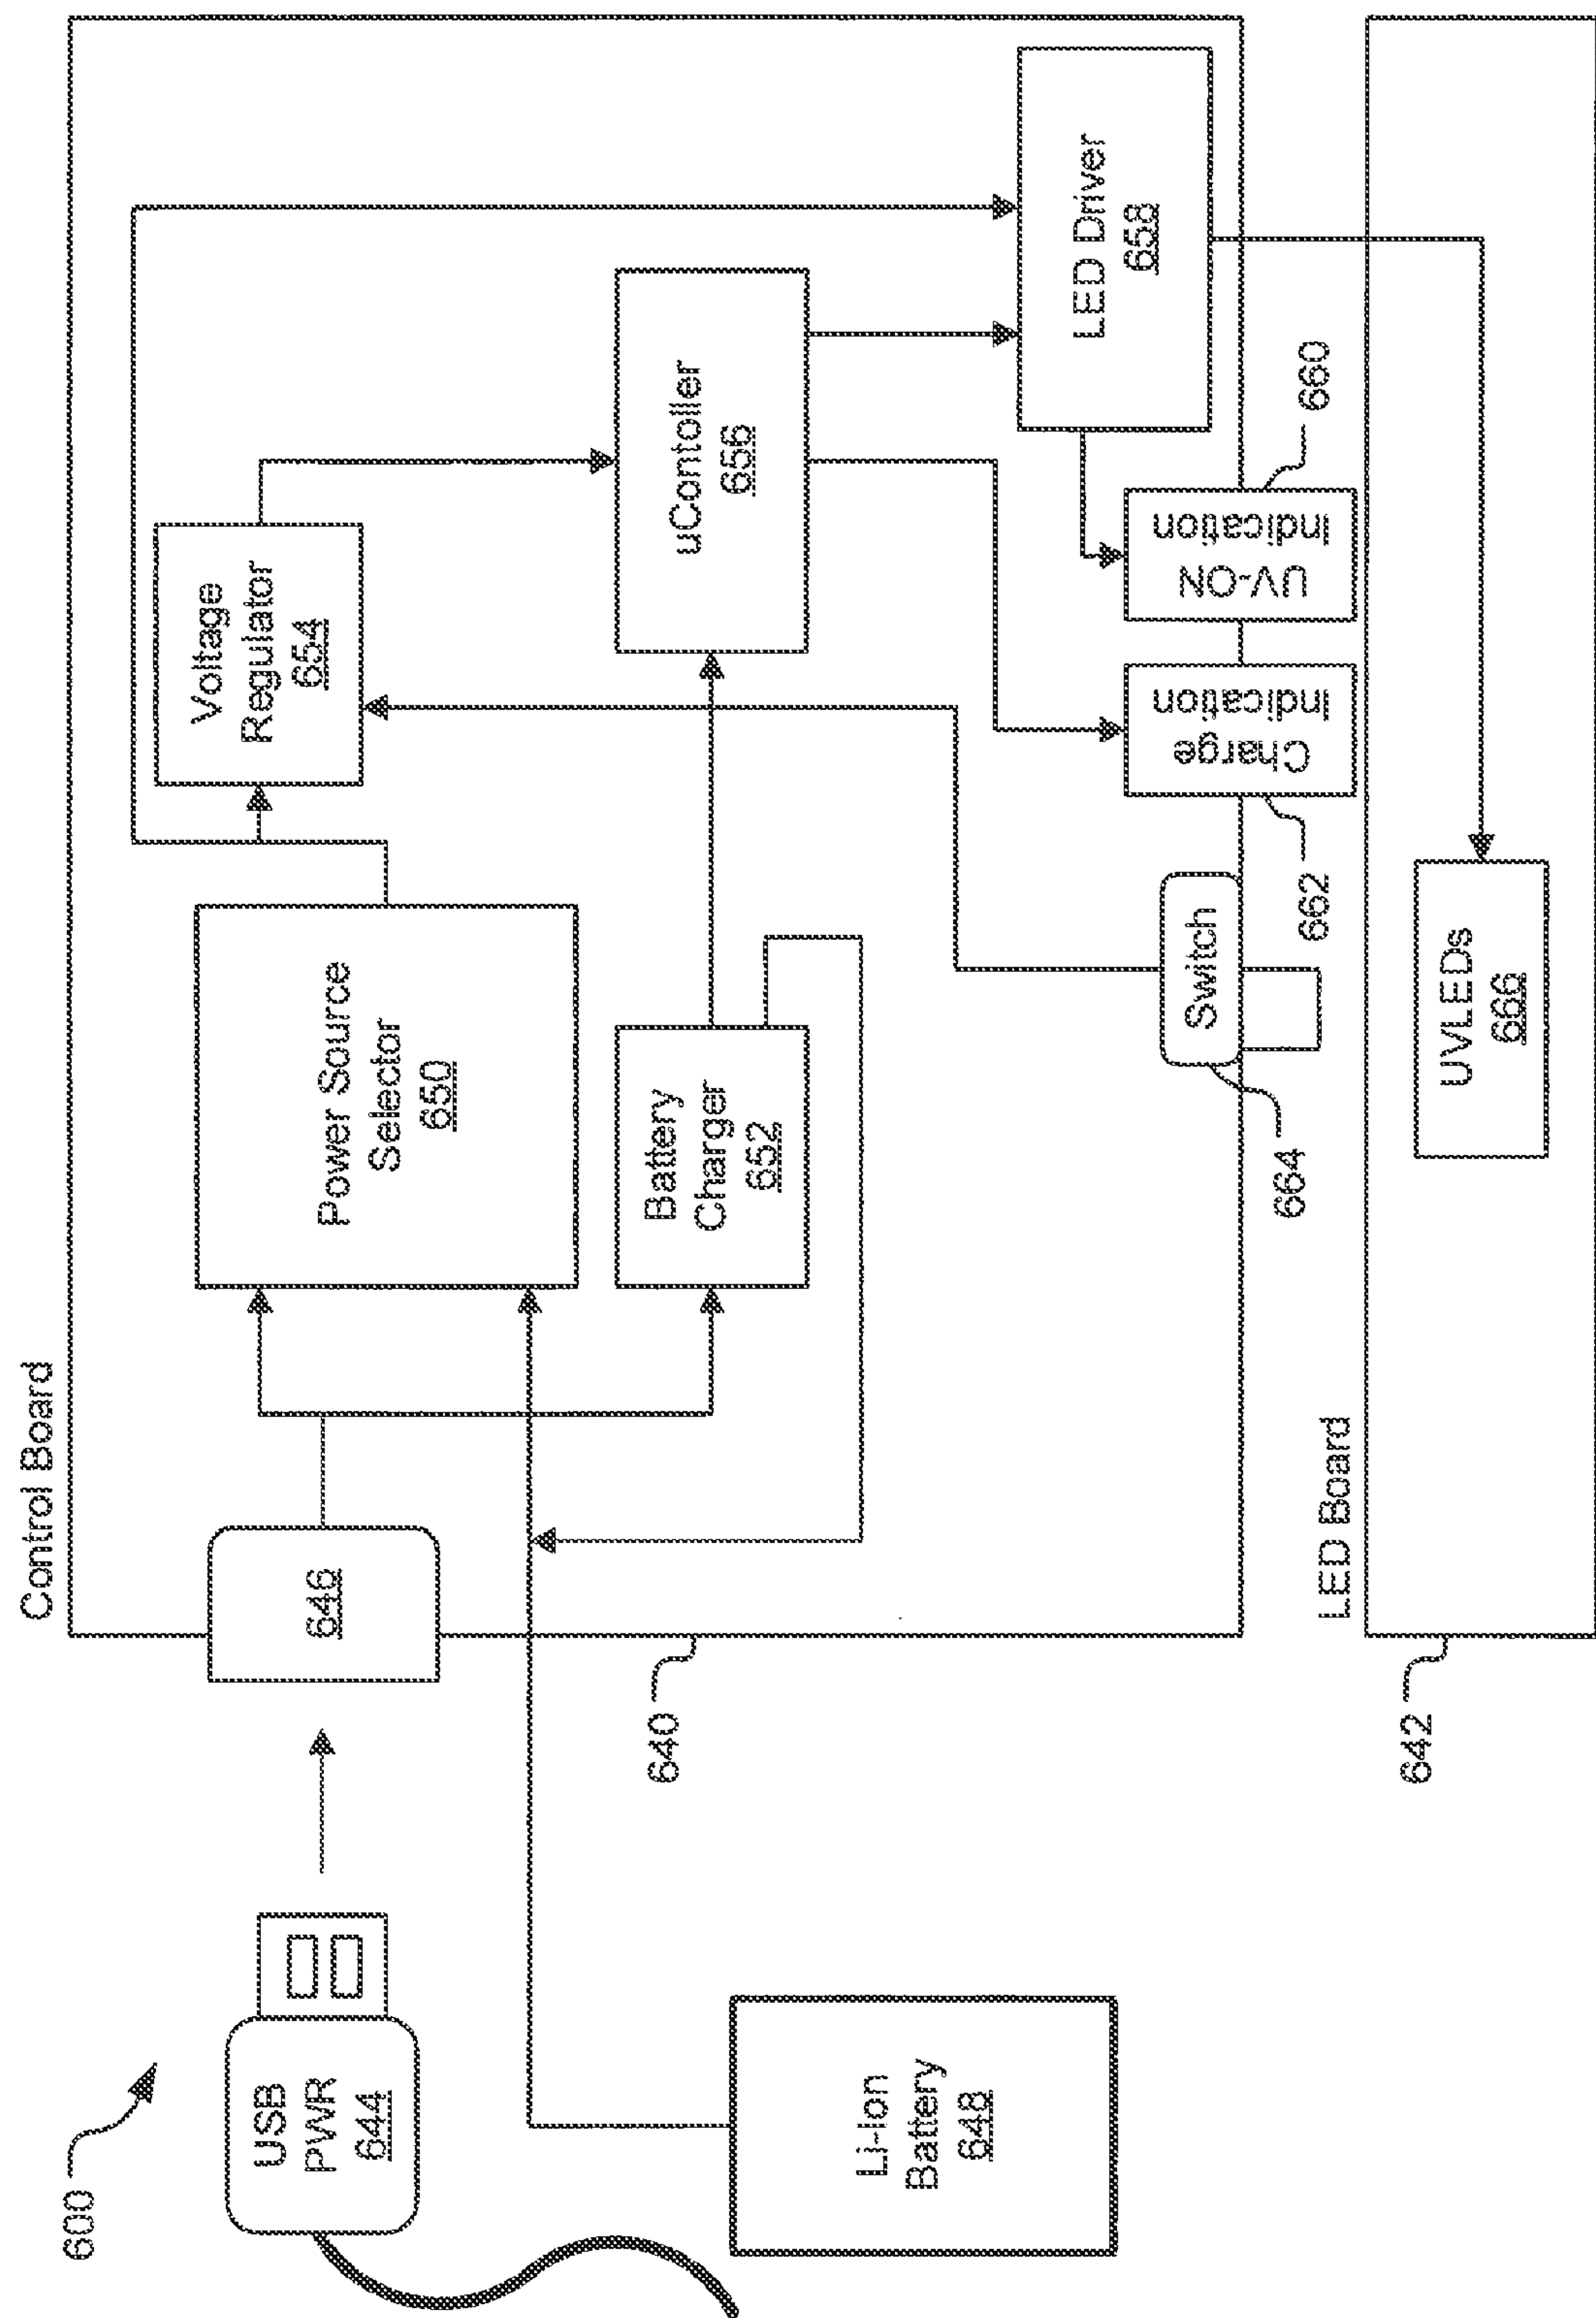 600
Control Board
USB
PWR
644
646
Power Source
Selector
650
Voltage
Regulator
654
Battery
Charger
652
uContoller
656
LED Driver
658
Li-Ion
Battery
648
640
Switch
664
Charge
Indication
662
UV-ON
Indication
660
LED Board
642
UVLEDs
666